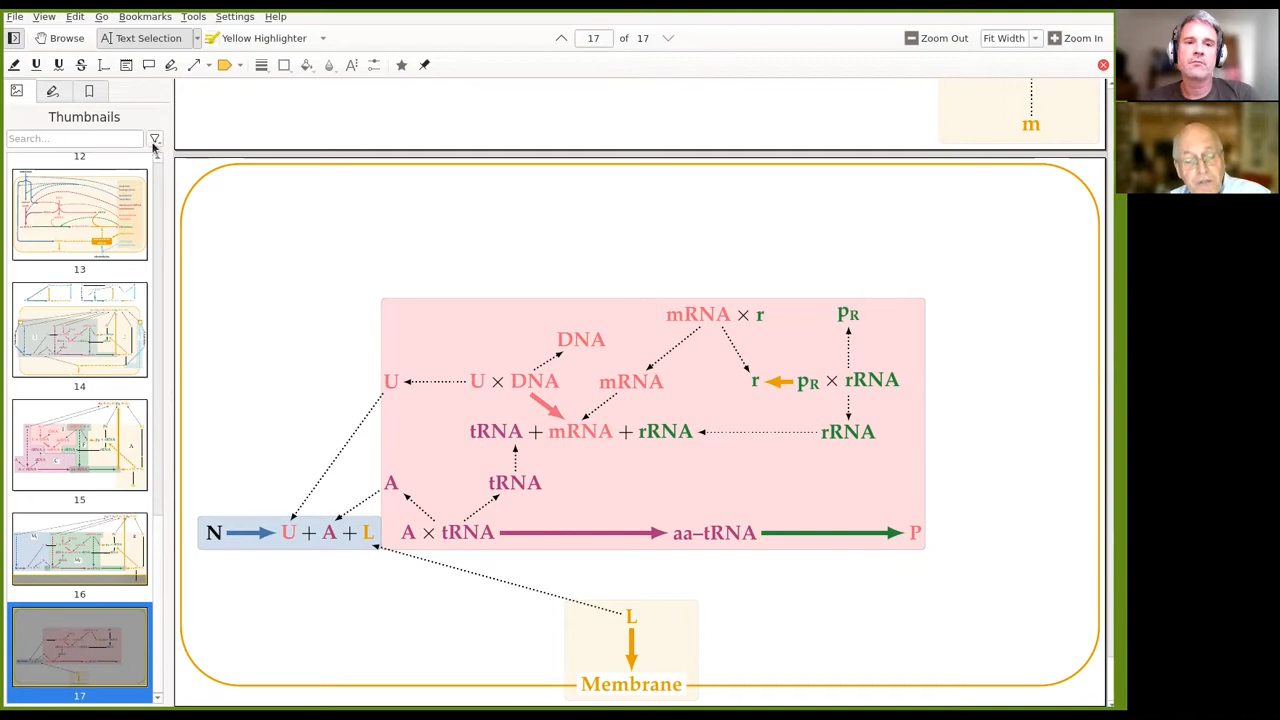 File View Edit Go Bookmarks Tools Settings Help
Browse Text Selection Yellow Highlighter 17 of 17 Zoom Out Fit Width Zoom In
Thumbnails
Search...
12
13
14
15
16
17
m
mRNA × r pR
DNA
U U × DNA mRNA r pR × rRNA
tRNA + mRNA + rRNA rRNA
A tRNA
N U + A + L A × tRNA aa–tRNA P
L
Membrane